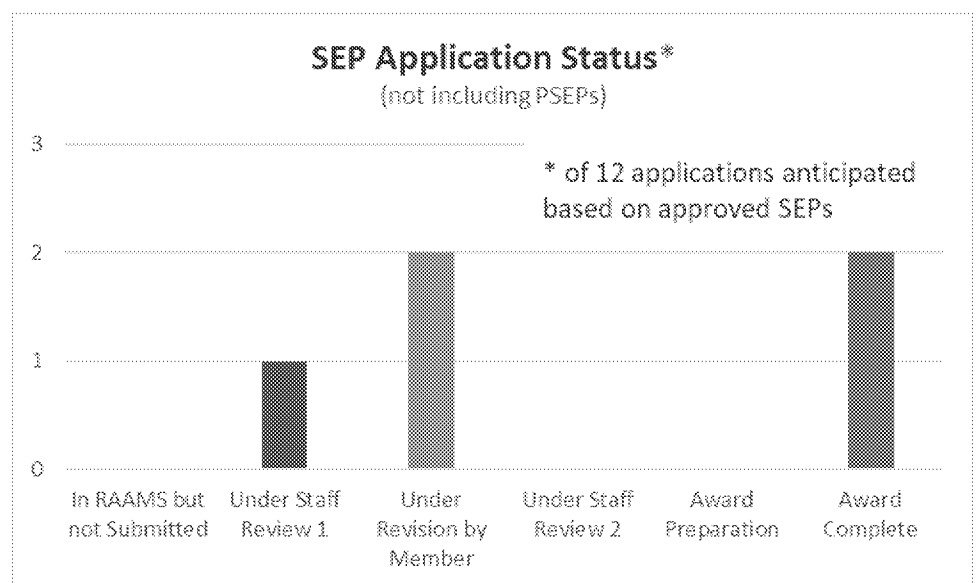 SEP Application Status*
(not including PSEPs)
3
* of 12 applications anticipated
based on approved SEPs
2
1
0
In RAAMS but
not Submitted
Under Staff
Review 1
Under
Revision by
Member
Under Staff
Review 2
Award
Preparation
Award
Complete